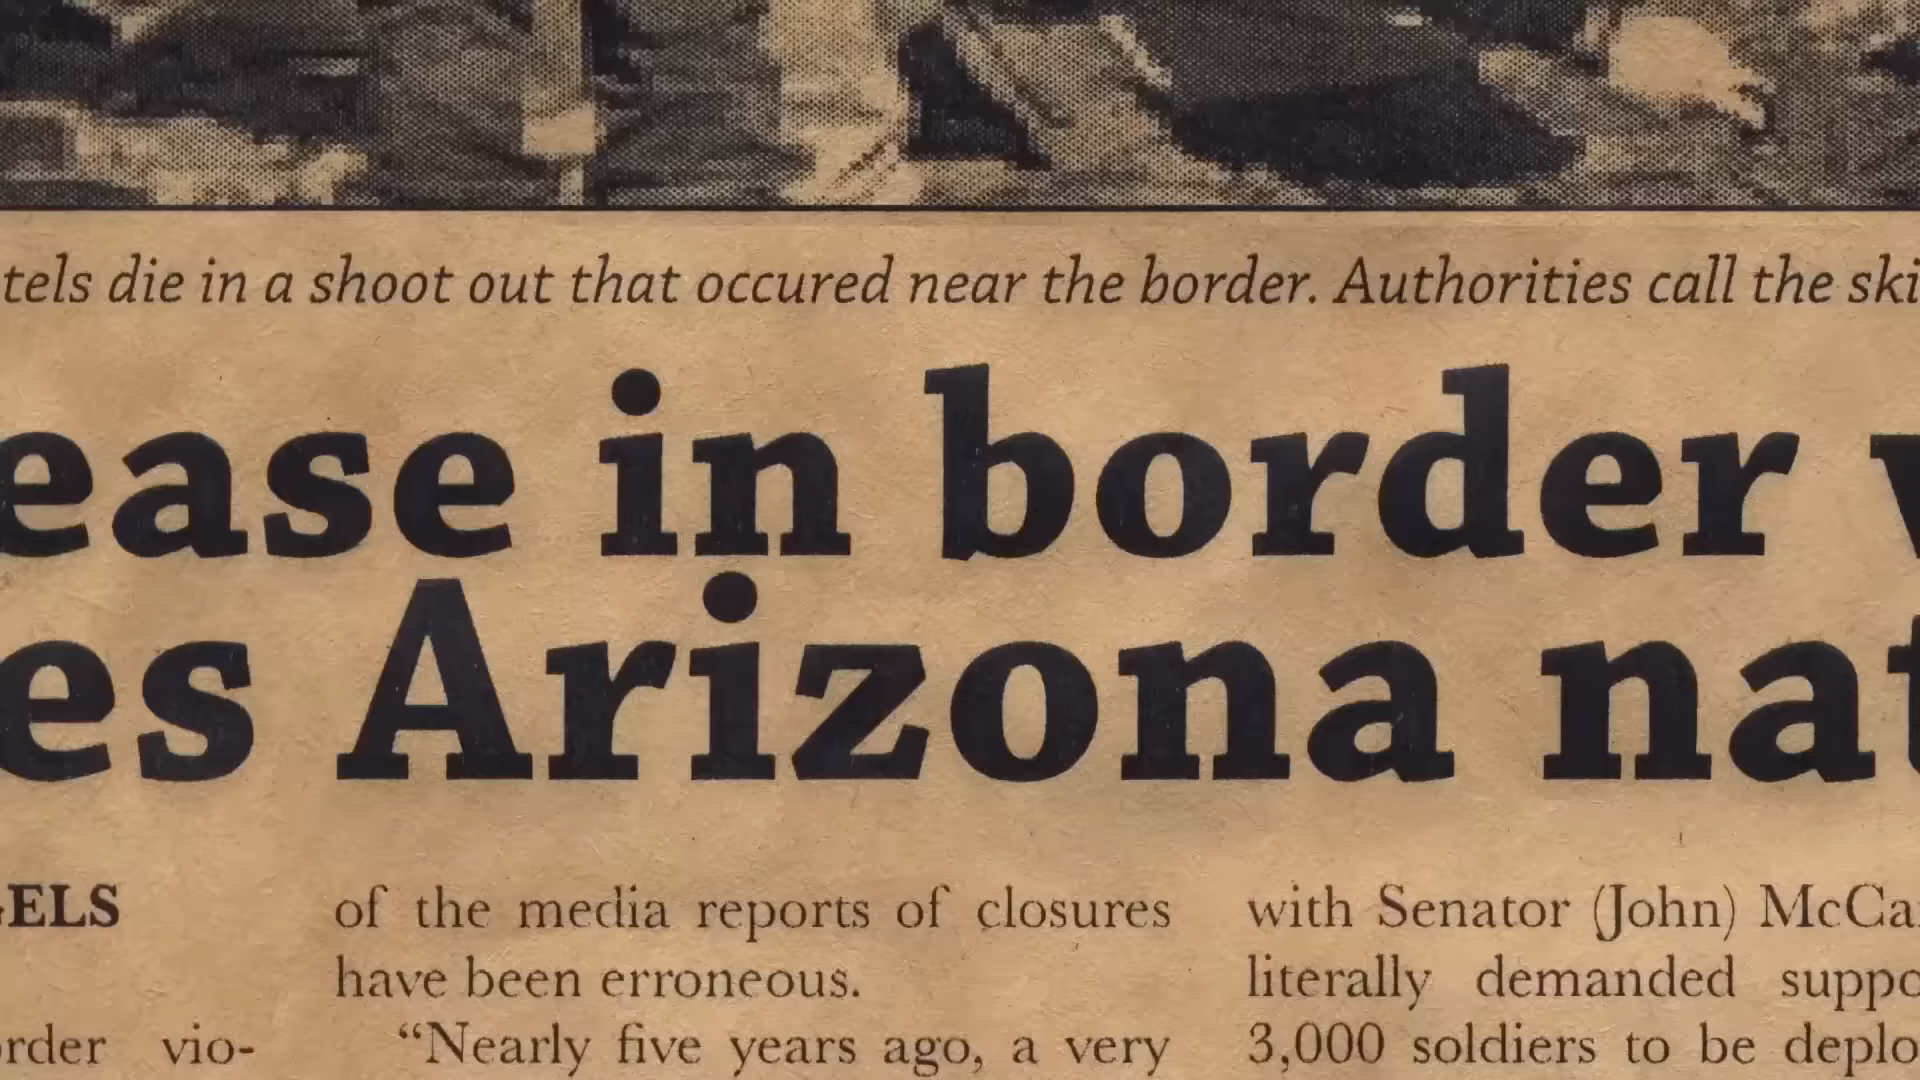 tels die in a shoot out that occured near the border. Authorities call the ski
ease in border
es Arizona nat
ELS
order vio-
of the media reports of closures
have been erroneous.
“Nearly five years ago, a very
with Senator (John) McCa
literally demanded suppo
3,000 soldiers to be deplo